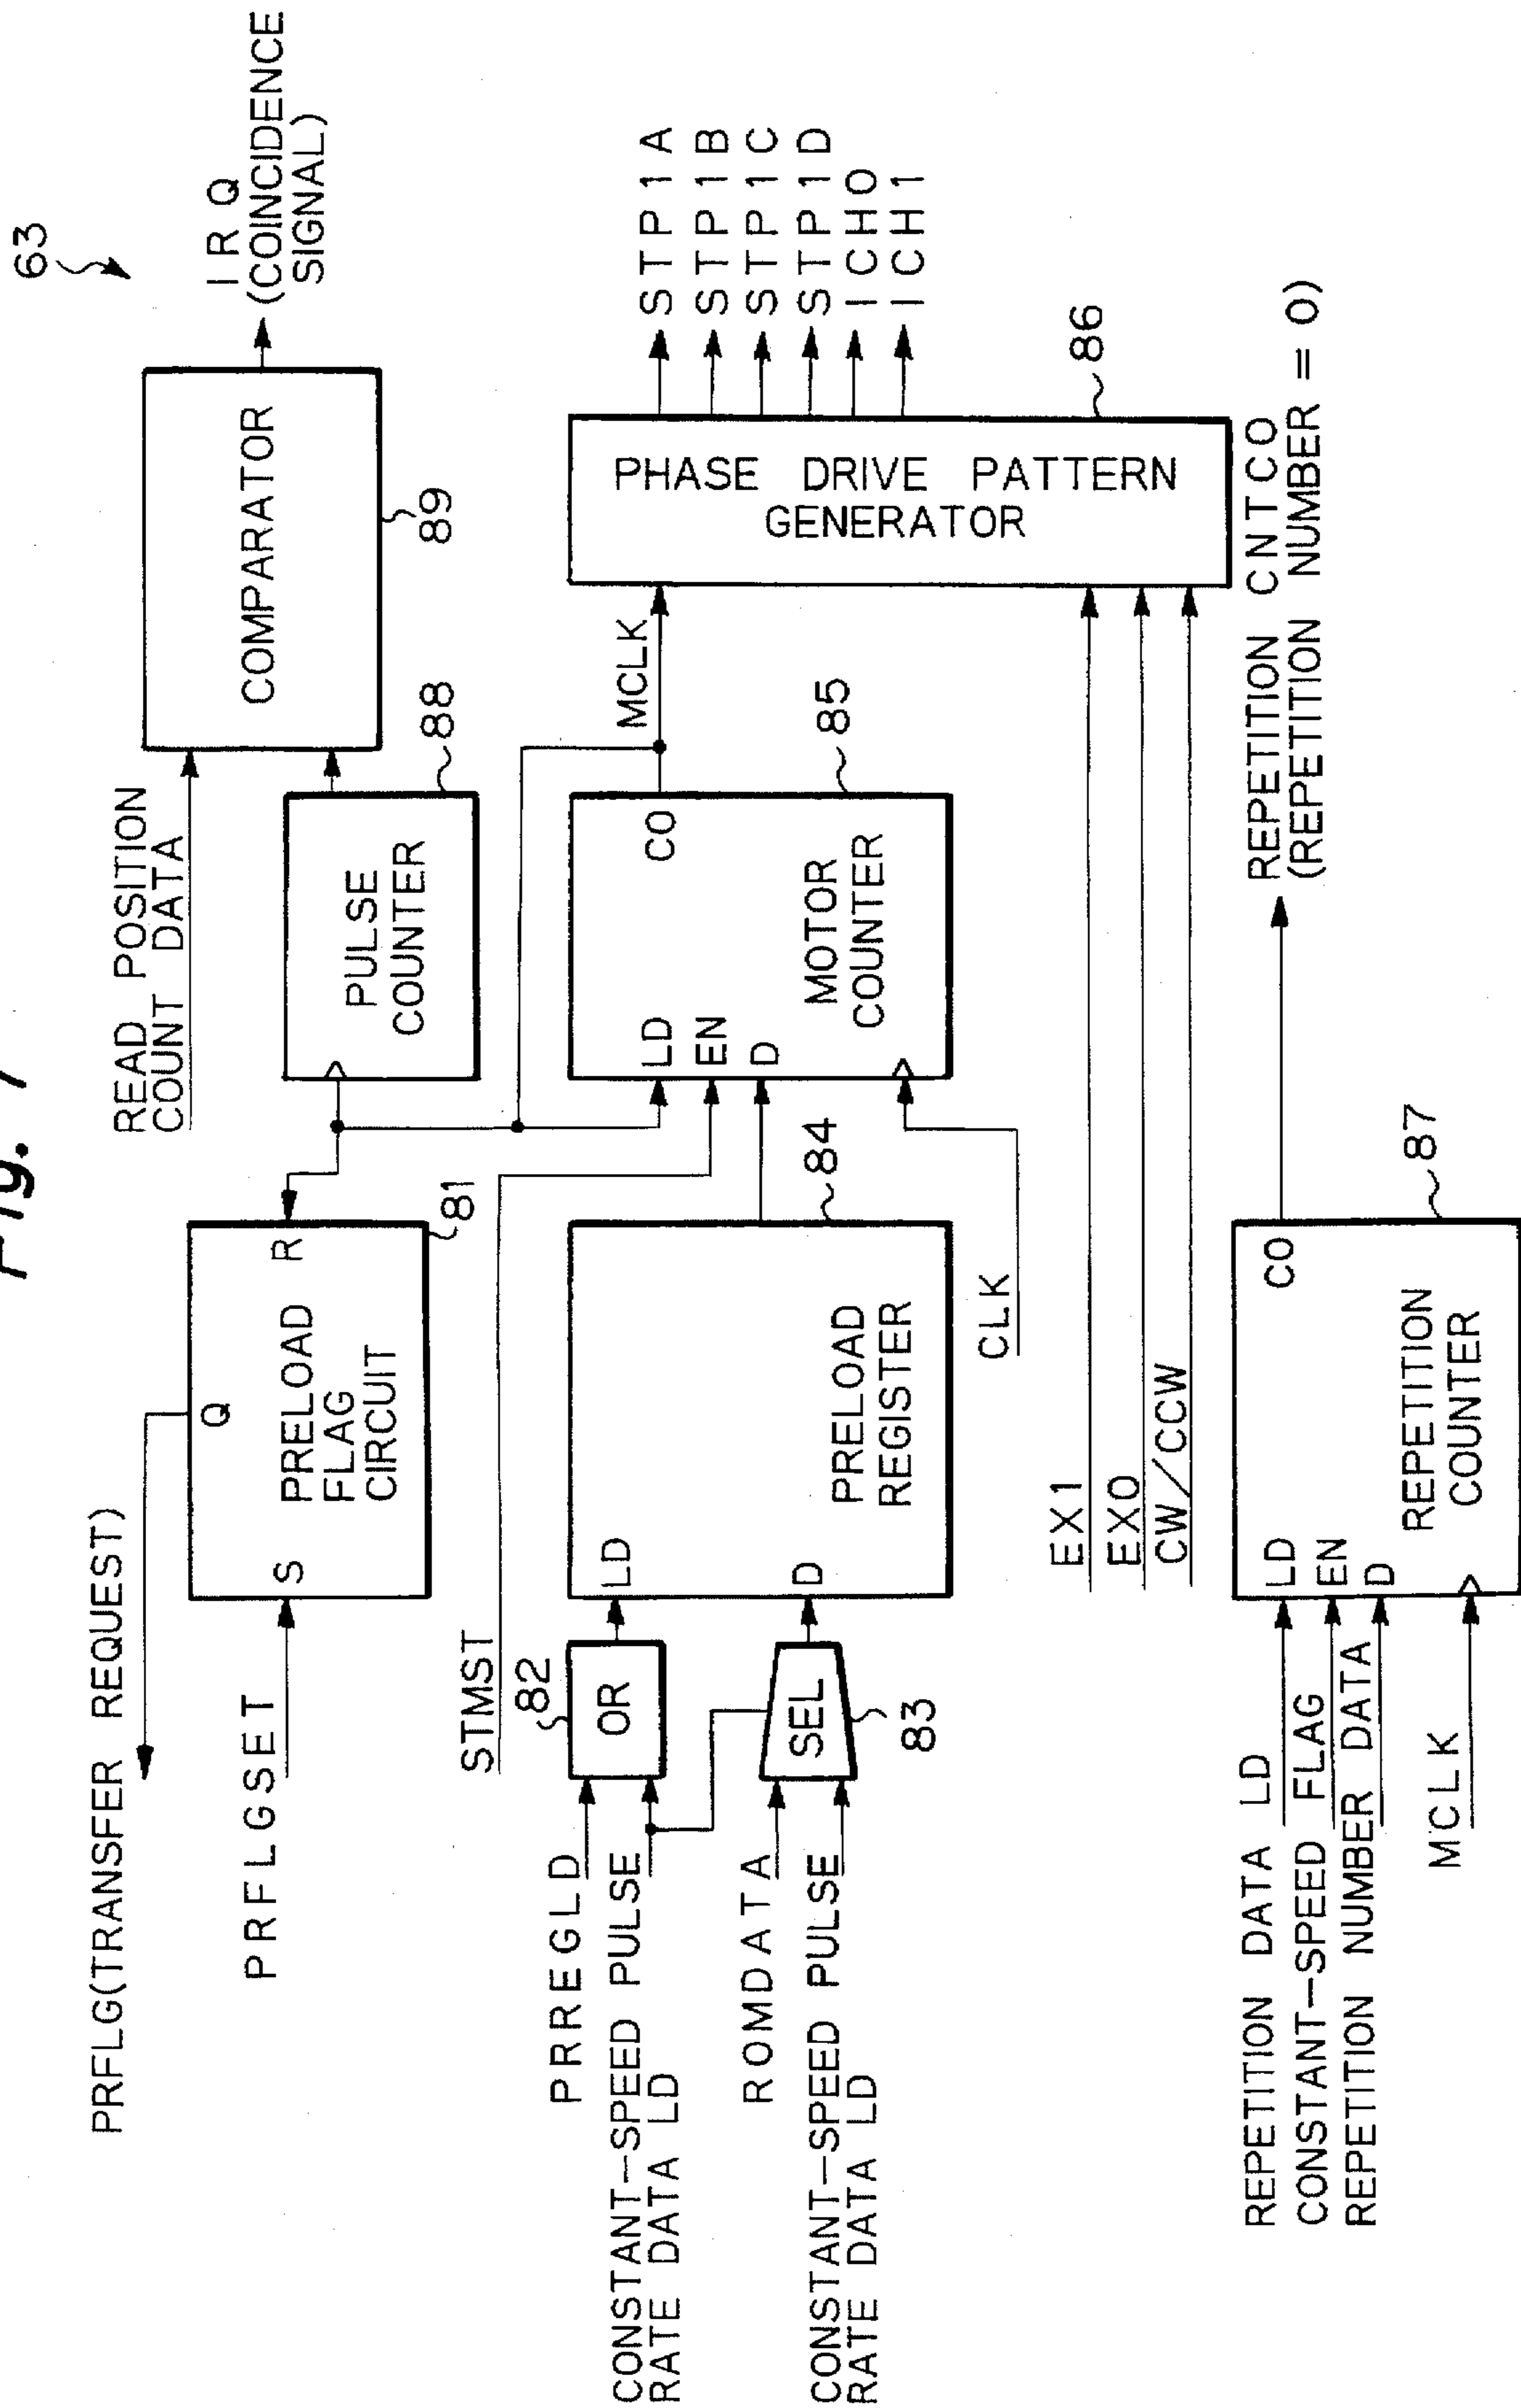 Fig. 7
63
PRFLG(TRANSFER REQUEST)
PRFLGSET
S
Q
R
PRELOAD
FLAG
CIRCUIT
81
READ POSITION
COUNT DATA
PULSE
COUNTER
88
COMPARATOR
89
IRQ
(COINCIDENCE
SIGNAL)
STMST
82
OR
PRREGLD
CONSTANT-SPEED PULSE
RATE DATA LD
ROMDATA
CONSTANT-SPEED PULSE
RATE DATA LD
SEL
83
LD
D
PRELOAD
REGISTER
84
CLK
LD
EN
D
CO
MOTOR
COUNTER
85
MCLK
PHASE DRIVE PATTERN
GENERATOR
86
STP1A
STP1B
STP1C
STP1D
ICH0
ICH1
EX1
EX0
CW/CCW
REPETITION DATA LD
CONSTANT-SPEED FLAG
REPETITION NUMBER DATA
MCLK
LD
EN
D
CO
REPETITION
COUNTER
87
REPETITION CNTCO
(REPETITION NUMBER = 0)